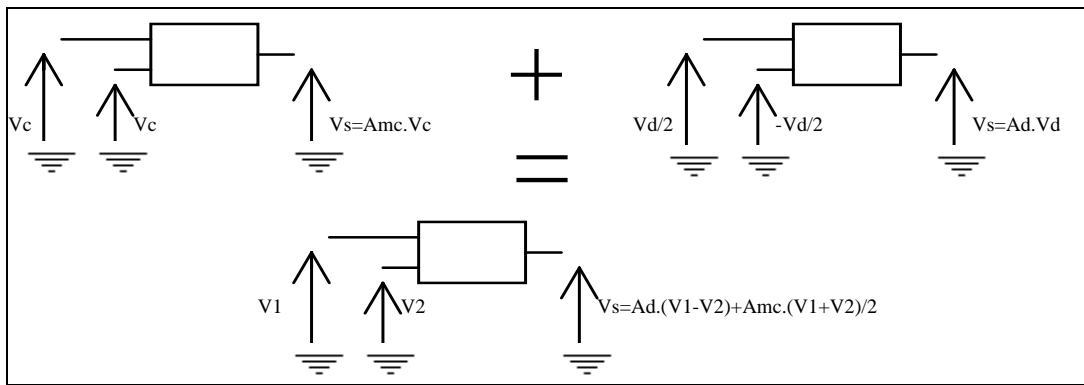 Vc Vc Vs=Amc.Vc
+
Vd/2 -Vd/2 Vs=Ad.Vd
=
V1 V2 Vs=Ad.(V1-V2)+Amc.(V1+V2)/2